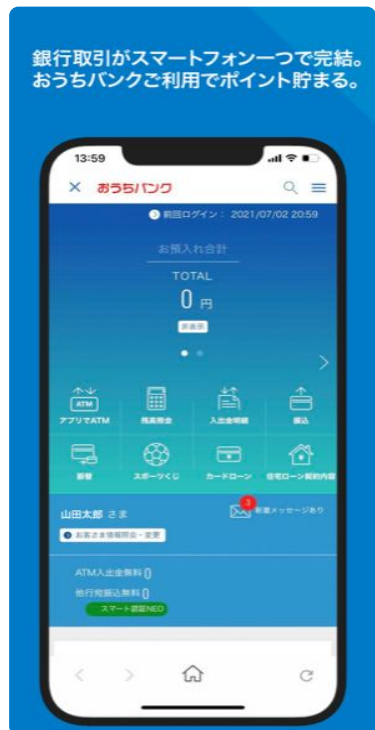 銀行取引がスマートフォン一つで完結。
おうちバンクご利用でポイント貯まる。
13:59
× おうちバンク
前回ログイン： 2021/07/02 20:59
お預入れ合計
TOTAL
0 円
非表示
ATM
アプリでATM 残高照会 入出金明細 振込
振替 スポーツくじ カードローン 住宅ローン契約内容
山田太郎 さま
3
新着メッセージあり
お客さま情報照会・変更
ATM入出金無料 0
他行宛振込無料 0
スマート認証NEO